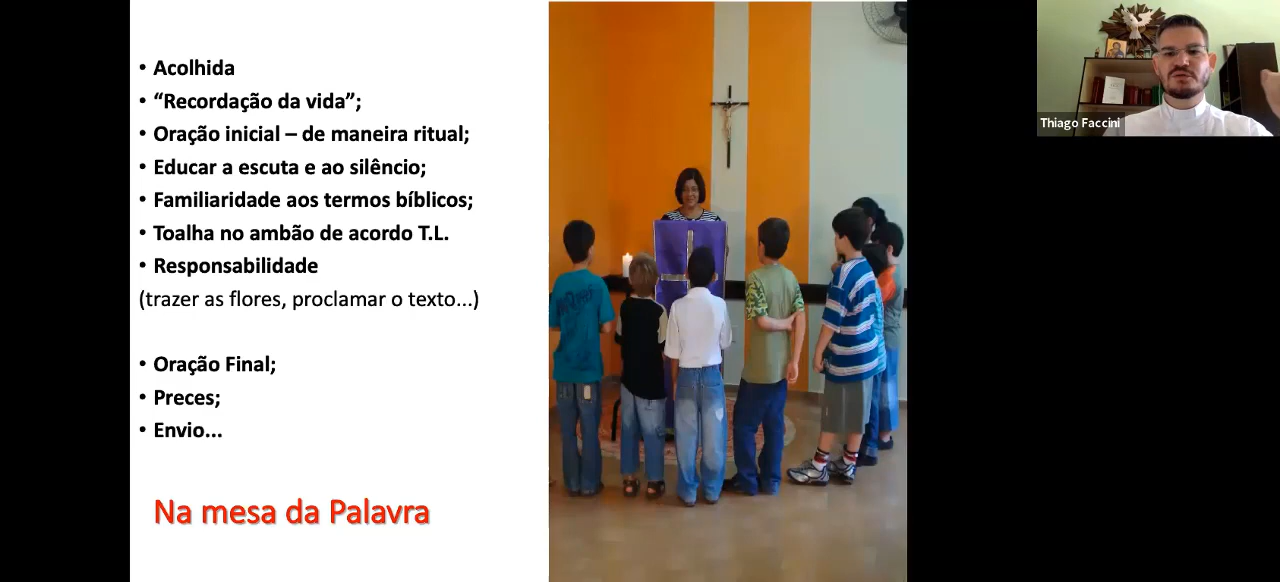 • Acolhida
• “Recordação da vida”;
• Oração inicial – de maneira ritual;
• Educar a escuta e ao silêncio;
• Familiaridade aos termos bíblicos;
• Toalha no ambão de acordo T.L.
• Responsabilidade
(trazer as flores, proclamar o texto...)
• Oração Final;
• Preces;
• Envio...
Na mesa da Palavra
Thiago Faccini